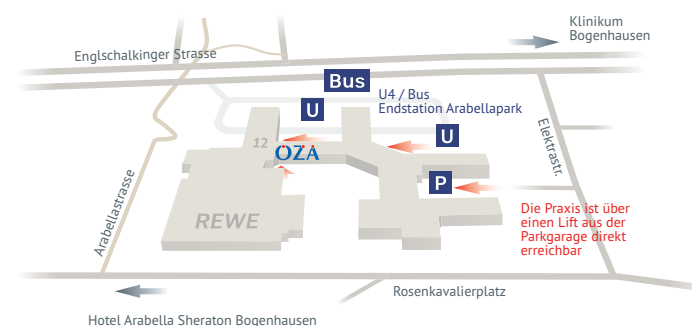 Klinikum
Bogenhausen
Englschalkinger Strasse
Bus
U4 / Bus
Endstation Arabellapark
U
U
12
ÖZA
Elektrastr.
P
Arabellastrasse
REWE
Die Praxis ist über
einen Lift aus der
Parkgarage direkt
erreichbar
Rosenkavalierplatz
Hotel Arabella Sheraton Bogenhausen